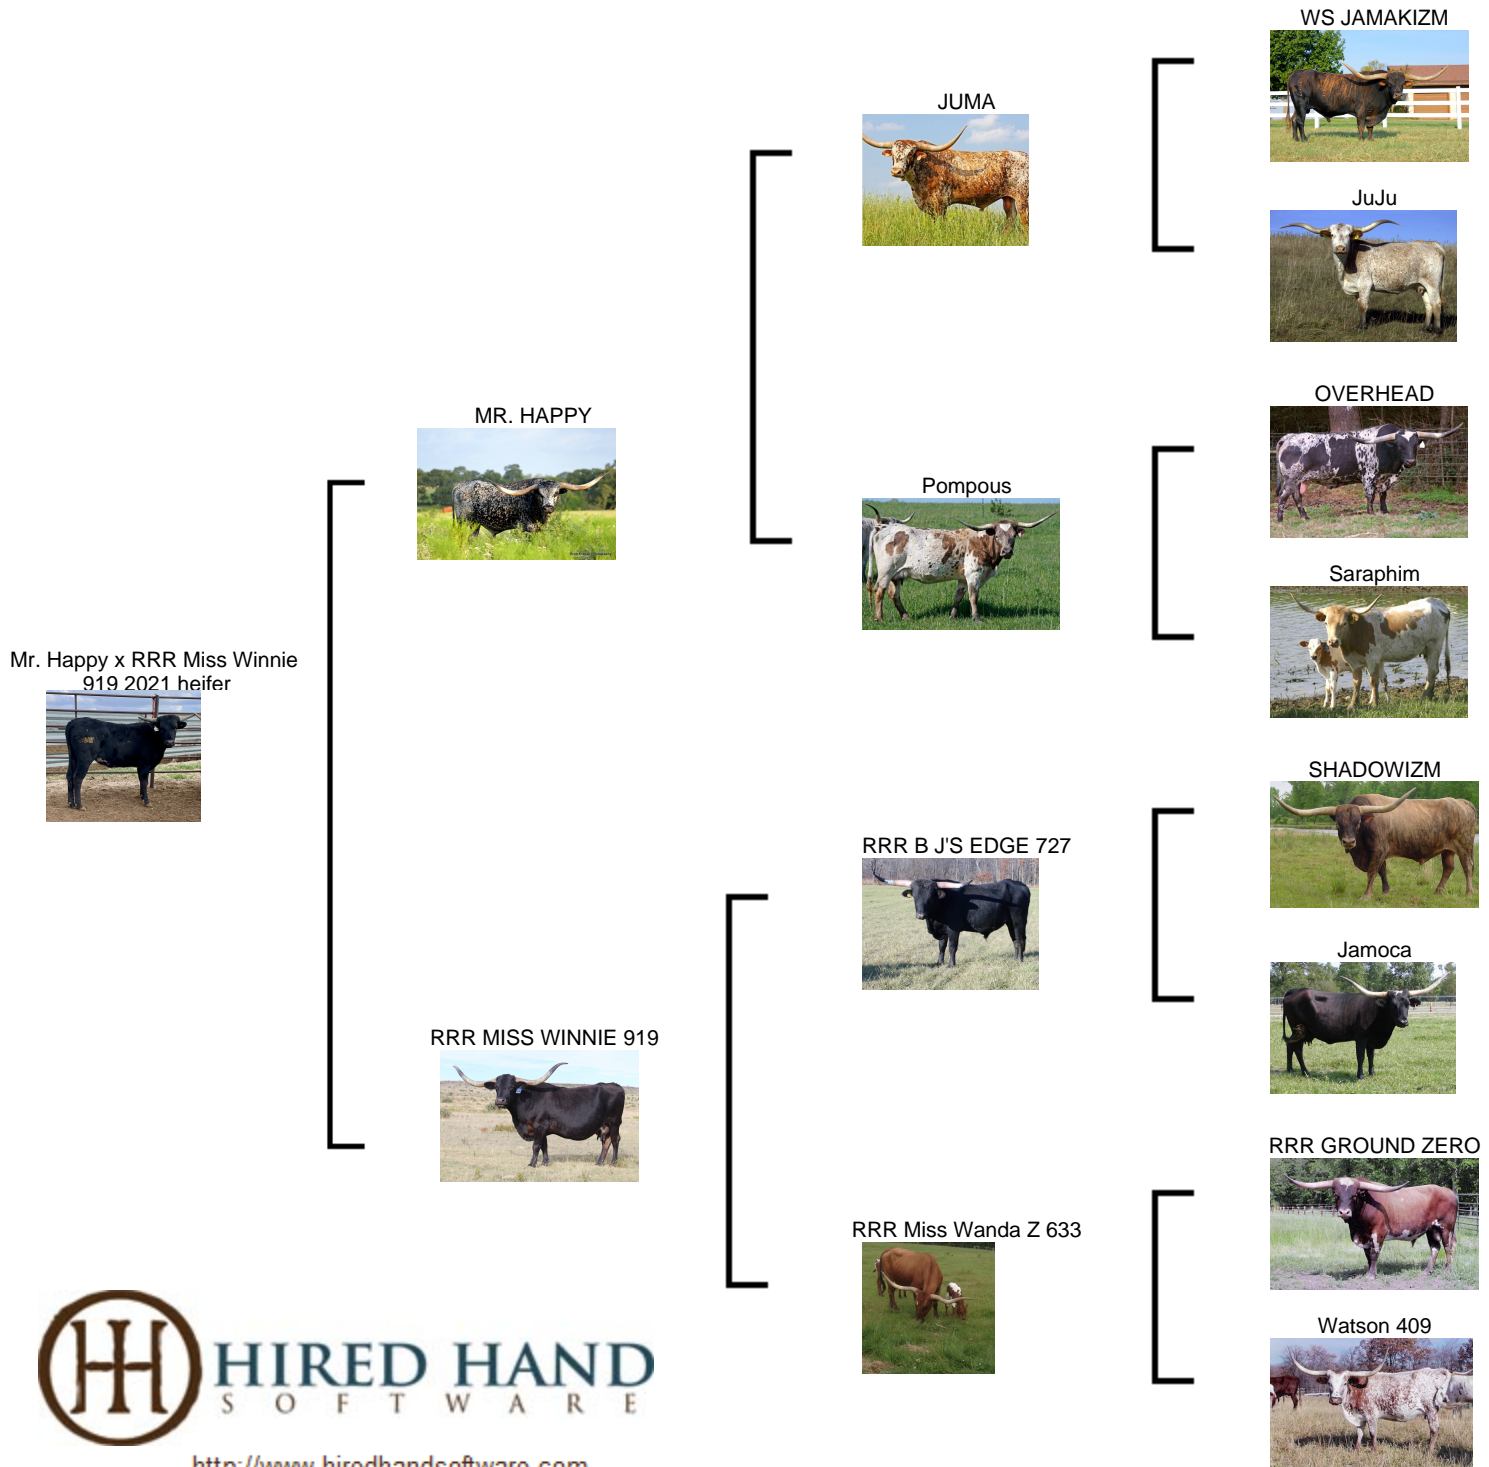 WS JAMAKIZM
JUMA
JuJu
OVERHEAD
MR. HAPPY
Pompous
Saraphim
Mr. Happy x RRR Miss Winnie
919 2021 heifer
SHADOWIZM
RRR B J'S EDGE 727
Jamoca
RRR MISS WINNIE 919
RRR GROUND ZERO
RRR Miss Wanda Z 633
Watson 409
HIRED HAND
SOFTWARE
http://www.hiredhandsoftware.com